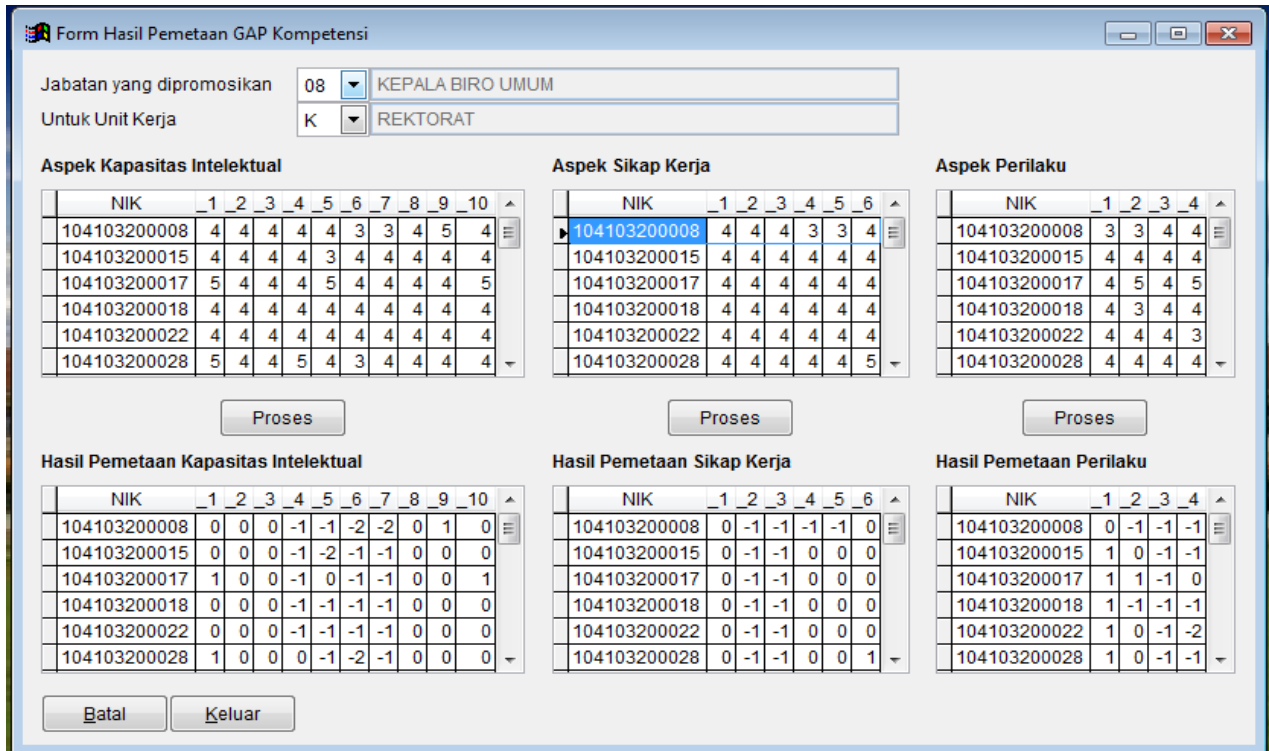 Form Hasil Pemetaan GAP Kompetensi
Jabatan yang dipromosikan 08 KEPALA BIRO UMUM
Untuk Unit Kerja K REKTORAT
Aspek Kapasitas Intelektual Aspek Sikap Kerja Aspek Perilaku
NIK _1 _2 _3 _4 _5 _6 _7 _8 _9 _10 NIK _1 _2 _3 _4 _5 _6 NIK _1 _2 _3 _4
104103200008 4 4 4 4 4 3 3 4 5 4 104103200008 4 4 4 3 3 4 104103200008 3 3 4 4
104103200015 4 4 4 4 3 4 4 4 4 4 104103200015 4 4 4 4 4 4 104103200015 4 4 4 4
104103200017 5 4 4 4 5 4 4 4 4 5 104103200017 4 4 4 4 4 4 104103200017 4 5 4 5
104103200018 4 4 4 4 4 4 4 4 4 4 104103200018 4 4 4 4 4 4 104103200018 4 3 4 4
104103200022 4 4 4 4 4 4 4 4 4 4 104103200022 4 4 4 4 4 4 104103200022 4 4 4 3
104103200028 5 4 4 5 4 3 4 4 4 4 104103200028 4 4 4 4 4 5 104103200028 4 4 4 4
Proses Proses Proses
Hasil Pemetaan Kapasitas Intelektual Hasil Pemetaan Sikap Kerja Hasil Pemetaan Perilaku
NIK _1 _2 _3 _4 _5 _6 _7 _8 _9 _10 NIK _1 _2 _3 _4 _5 _6 NIK _1 _2 _3 _4
104103200008 0 0 0 -1 -1 -2 -2 0 1 0 104103200008 0 -1 -1 -1 -1 0 104103200008 0 -1 -1 -1
104103200015 0 0 0 -1 -2 -1 -1 0 0 0 104103200015 0 -1 -1 0 0 0 104103200015 1 0 -1 -1
104103200017 1 0 0 -1 0 -1 -1 0 0 1 104103200017 0 -1 -1 0 0 0 104103200017 1 1 -1 0
104103200018 0 0 0 -1 -1 -1 -1 0 0 0 104103200018 0 -1 -1 0 0 0 104103200018 1 -1 -1 -1
104103200022 0 0 0 -1 -1 -1 -1 0 0 0 104103200022 0 -1 -1 0 0 0 104103200022 1 0 -1 -2
104103200028 1 0 0 0 -1 -2 -1 0 0 0 104103200028 0 -1 -1 0 0 1 104103200028 1 0 -1 -1
Batal Keluar